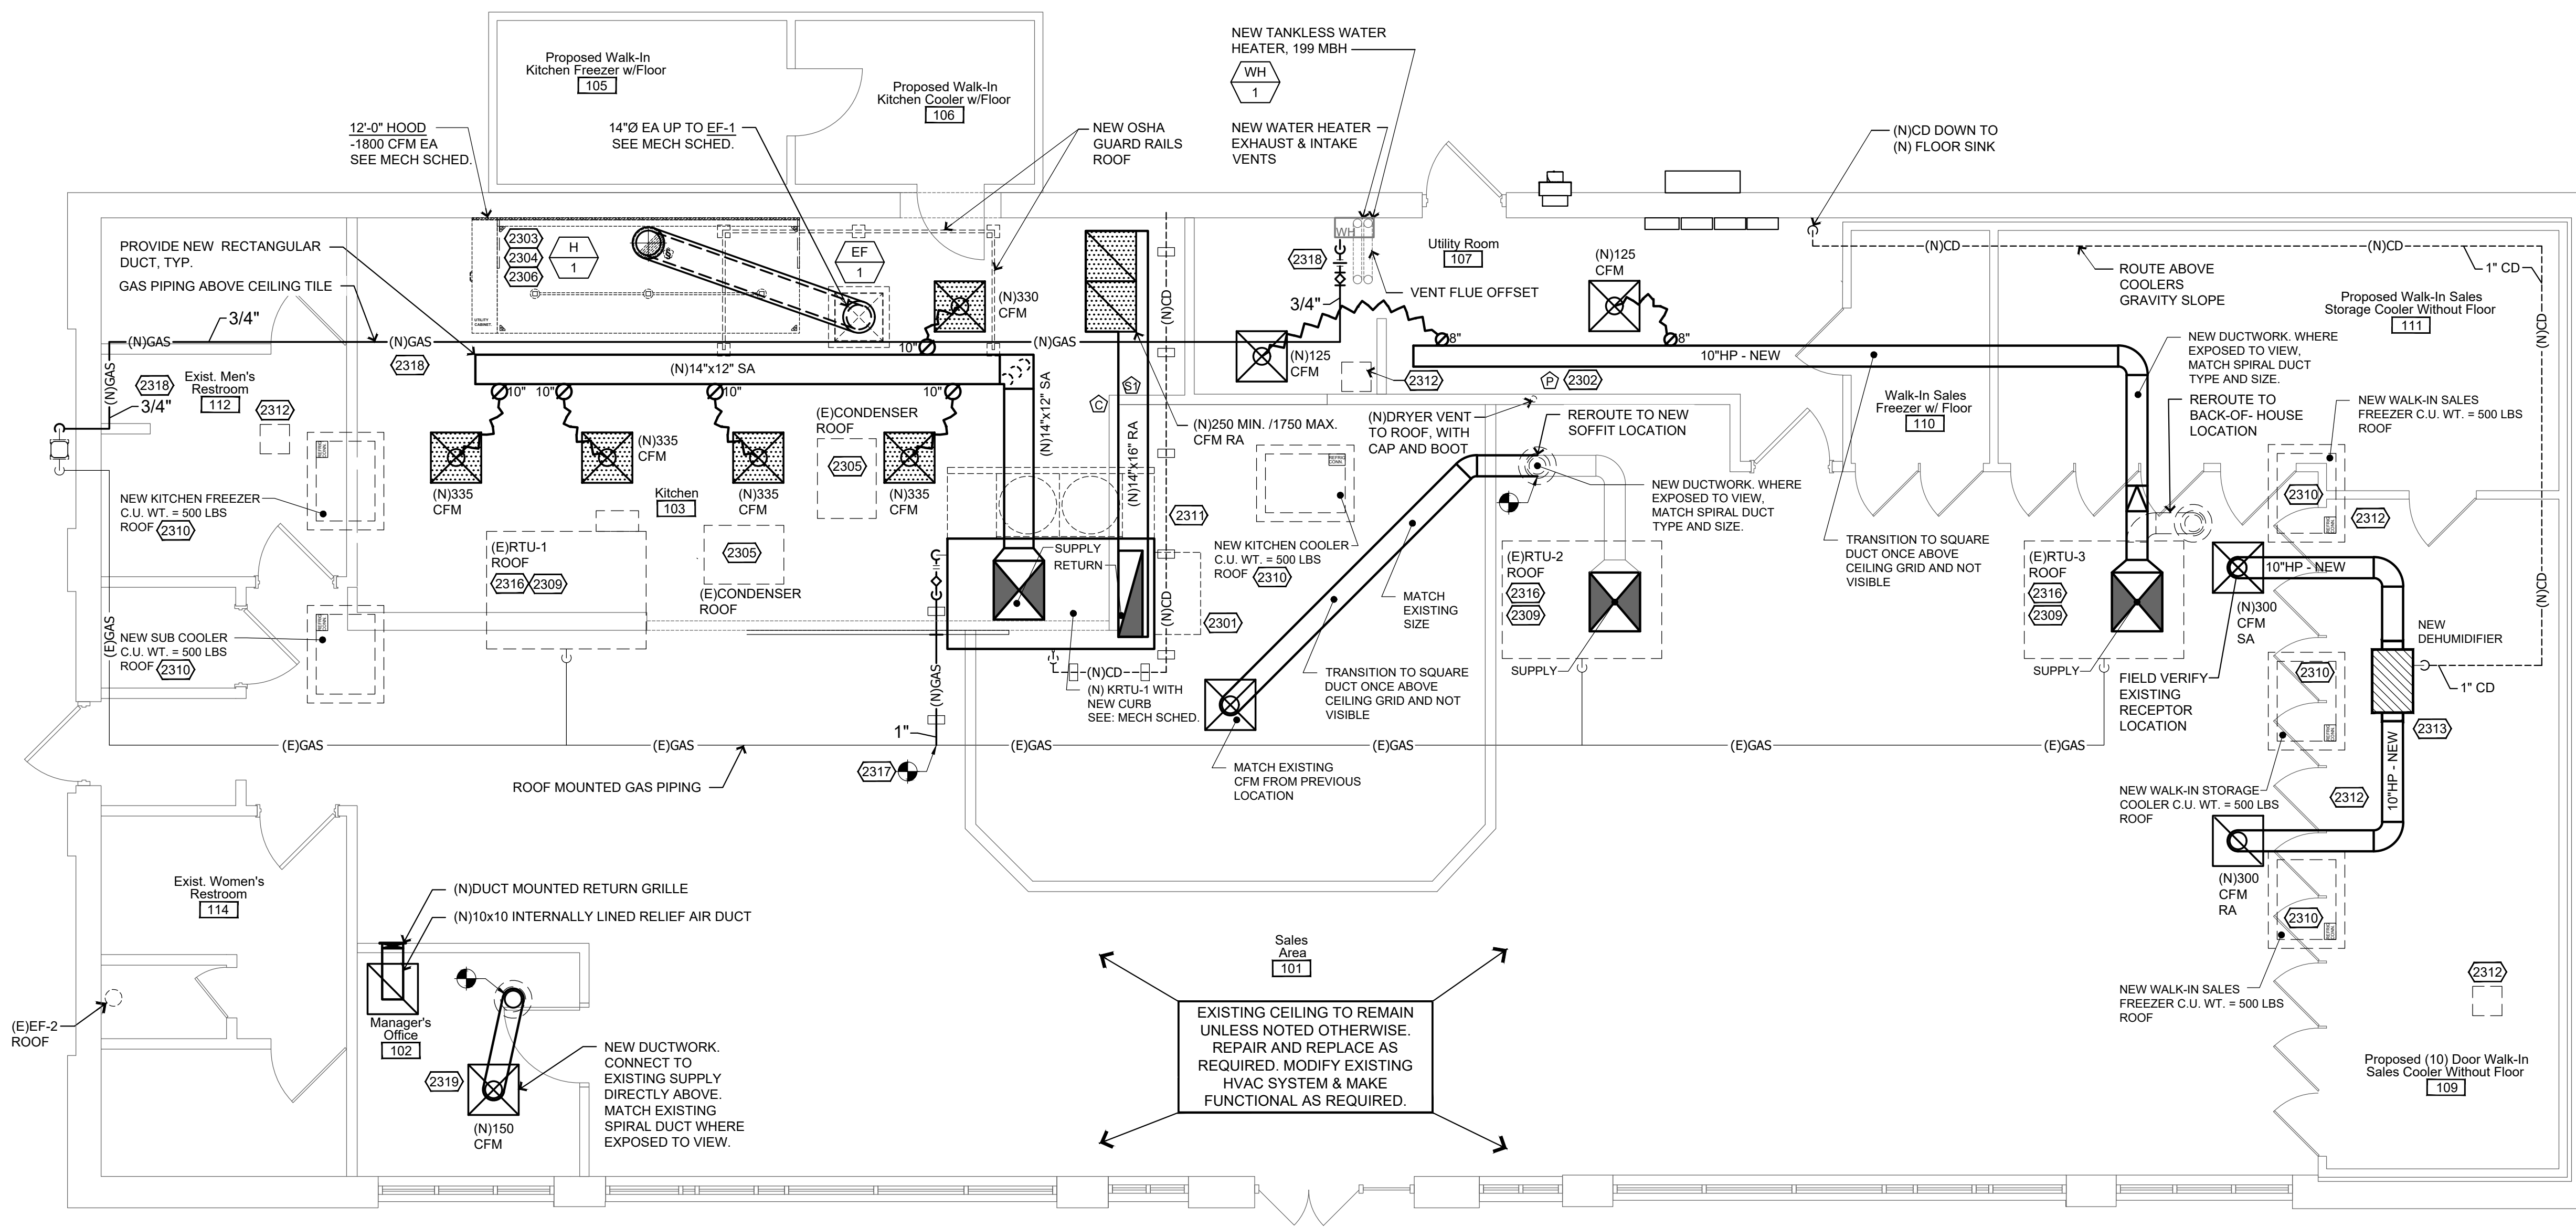 Proposed Walk-In
Kitchen Freezer w/Floor
105
Proposed Walk-In
Kitchen Cooler w/Floor
106
NEW TANKLESS WATER
HEATER, 199 MBH
WH
1
12'-0" HOOD
-1800 CFM EA
SEE MECH SCHED.
14"Ø EA UP TO EF-1
SEE MECH SCHED.
NEW OSHA
GUARD RAILS
ROOF
NEW WATER HEATER
EXHAUST & INTAKE
VENTS
(N)CD DOWN TO
(N) FLOOR SINK
PROVIDE NEW RECTANGULAR
DUCT, TYP.
GAS PIPING ABOVE CEILING TILE
2303
2304
2306
H
1
EF
1
UTILITY
CABINET.
(N)330
CFM
(N)CD
WH
2318
3/4"
VENT FLUE OFFSET
Utility Room
107
(N)125
CFM
(N)CD
(N)CD
1" CD
ROUTE ABOVE
COOLERS
GRAVITY SLOPE
Proposed Walk-In Sales
Storage Cooler Without Floor
111
(N)CD
3/4"
(N)GAS
(N)GAS
(N)GAS
10"
(N)125
CFM
8"
8"
10"HP - NEW
NEW DUCTWORK. WHERE
EXPOSED TO VIEW,
MATCH SPIRAL DUCT
TYPE AND SIZE.
(N)GAS
2318
3/4"
Exist. Men's
Restroom
112
2312
2318
(N)14"x12" SA
(N)14"x12" SA
S1
C
2312
P
2302
10"
10"
10"
10"
(E)CONDENSER
ROOF
2305
(N)14"x16" RA
(N)250 MIN. /1750 MAX.
CFM RA
(N)DRYER VENT
TO ROOF, WITH
CAP AND BOOT
REROUTE TO NEW
SOFFIT LOCATION
Walk-In Sales
Freezer w/ Floor
110
REROUTE TO
BACK-OF- HOUSE
LOCATION
NEW WALK-IN SALES
FREEZER C.U. WT. = 500 LBS
ROOF
REFRIG
CONN.
(N)335
CFM
REFRIG
CONN.
NEW KITCHEN FREEZER
C.U. WT. = 500 LBS
ROOF
2310
(N)335
CFM
Kitchen
103
(N)335
CFM
(N)335
CFM
2311
NEW DUCTWORK. WHERE
EXPOSED TO VIEW,
MATCH SPIRAL DUCT
TYPE AND SIZE.
2310
REFRIG
CONN.
2312
(E)RTU-1
ROOF
2316
2309
2305
(E)CONDENSER
ROOF
SUPPLY
RETURN
NEW KITCHEN COOLER
C.U. WT. = 500 LBS
ROOF
2310
(E)RTU-2
ROOF
2316
2309
TRANSITION TO SQUARE
DUCT ONCE ABOVE
CEILING GRID AND NOT
VISIBLE
(E)RTU-3
ROOF
2316
2309
10"HP - NEW
(N)300
CFM
SA
(N)CD
(E)GAS
NEW SUB COOLER
C.U. WT. = 500 LBS
ROOF
2310
REFRIG
CONN.
2301
MATCH
EXISTING
SIZE
NEW
DEHUMIDIFIER
(N)GAS
(N)CD
(N) KRTU-1 WITH
NEW CURB
SEE: MECH SCHED.
TRANSITION TO SQUARE
DUCT ONCE ABOVE
CEILING GRID AND NOT
VISIBLE
SUPPLY
SUPPLY
FIELD VERIFY
EXISTING
RECEPTOR
LOCATION
2310
REFRIG
CONN.
1" CD
2313
1"
(E)GAS
(E)GAS
(E)GAS
(E)GAS
(E)GAS
(E)GAS
2317
ROOF MOUNTED GAS PIPING
MATCH EXISTING
CFM FROM PREVIOUS
LOCATION
NEW WALK-IN STORAGE
COOLER C.U. WT. = 500 LBS
ROOF
2312
10"HP - NEW
Exist. Women's
Restroom
114
(N)DUCT MOUNTED RETURN GRILLE
(N)10x10 INTERNALLY LINED RELIEF AIR DUCT
(N)300
CFM
RA
2310
REFRIG
CONN.
Sales
Area
101
2312
NEW WALK-IN SALES
FREEZER C.U. WT. = 500 LBS
ROOF
(E)EF-2
ROOF
Manager's
Office
102
2319
(N)150
CFM
NEW DUCTWORK.
CONNECT TO
EXISTING SUPPLY
DIRECTLY ABOVE.
MATCH EXISTING
SPIRAL DUCT WHERE
EXPOSED TO VIEW.
EXISTING CEILING TO REMAIN
UNLESS NOTED OTHERWISE.
REPAIR AND REPLACE AS
REQUIRED. MODIFY EXISTING
HVAC SYSTEM & MAKE
FUNCTIONAL AS REQUIRED.
Proposed (10) Door Walk-In
Sales Cooler Without Floor
109